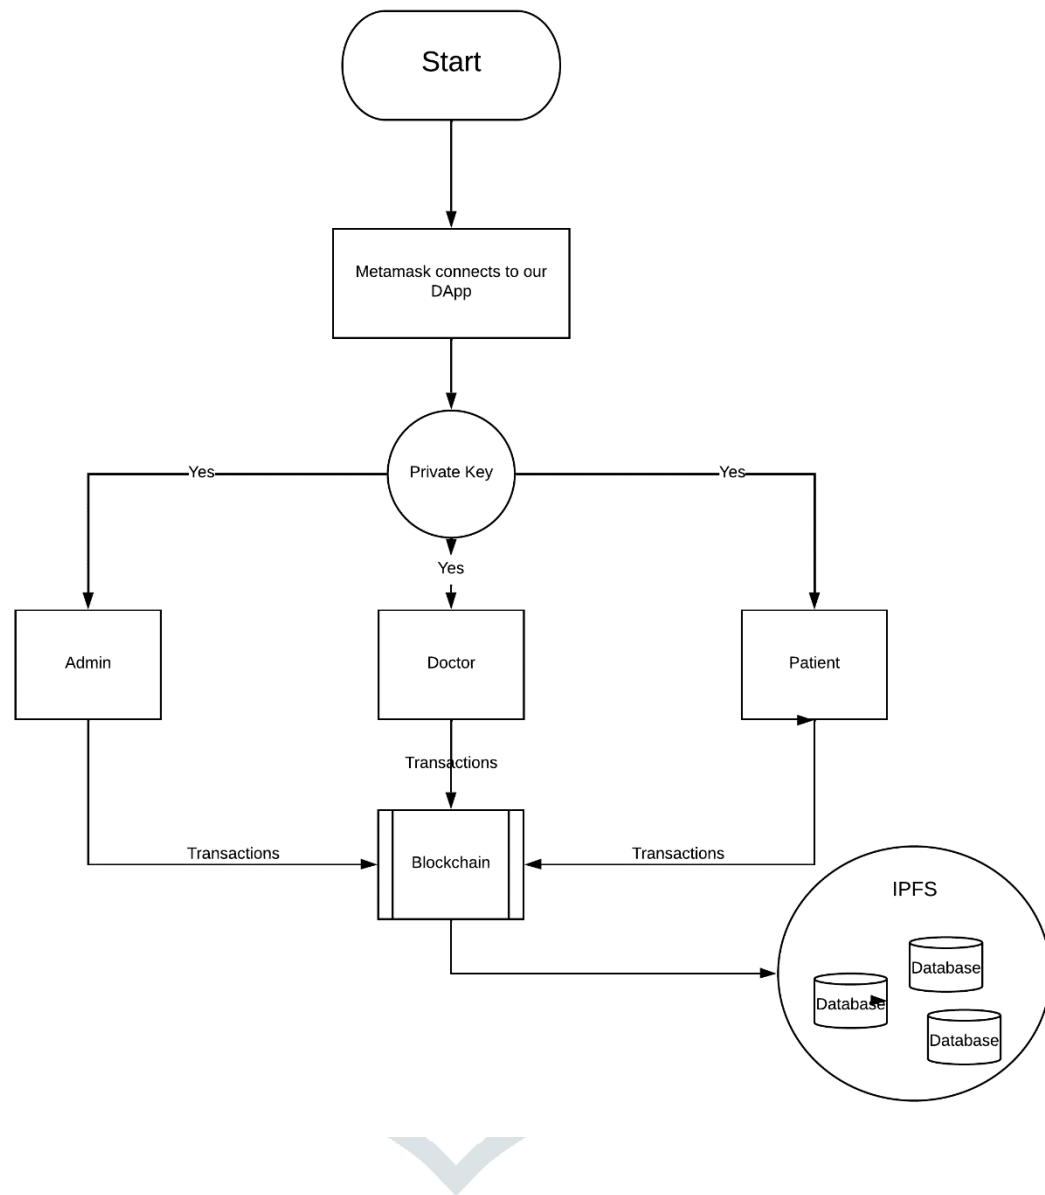 Start
Metamask connects to our
DApp
Private Key
Yes
Yes
Yes
Admin
Doctor
Patient
Transactions
Transactions
Blockchain
Transactions
IPFS
Database
Database
Database